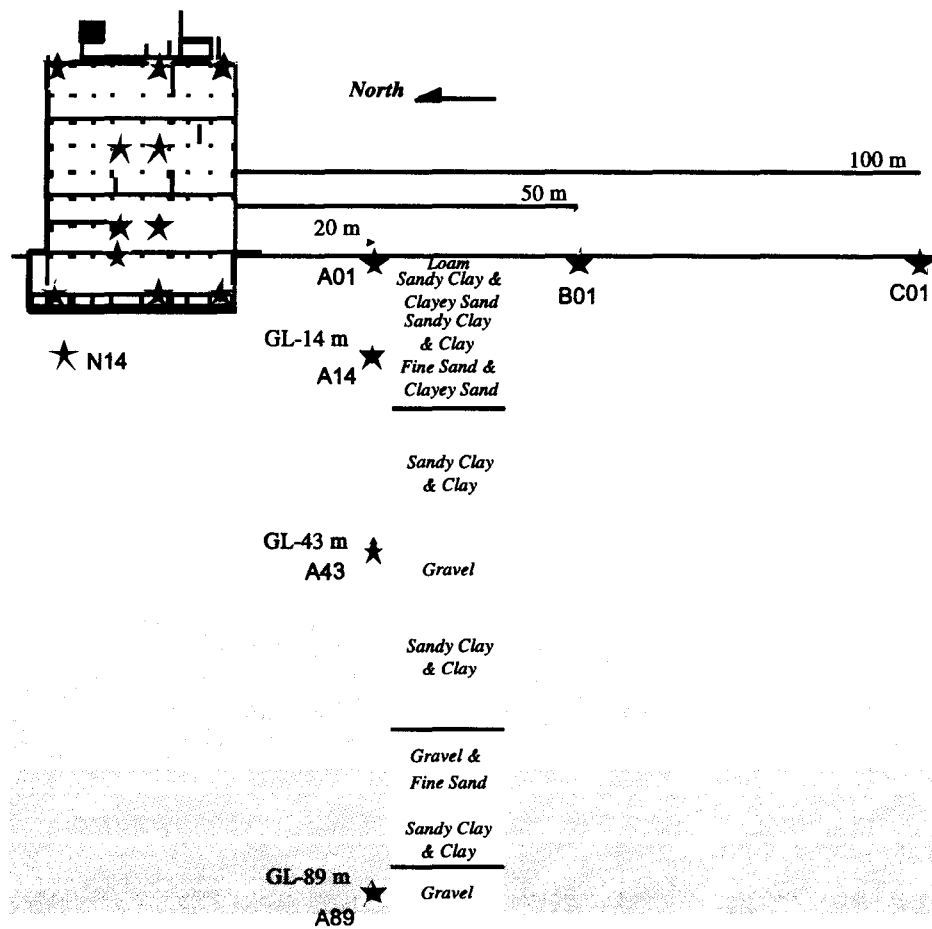 North
100 m
50 m
20 m
A01
Loam
Sandy Clay &
Clayey Sand
B01
C01
Sandy Clay
& Clay
GL-14 m
A14
Fine Sand &
Clayey Sand
N14
Sandy Clay
& Clay
GL-43 m
A43
Gravel
Sandy Clay
& Clay
Gravel &
Fine Sand
Sandy Clay
& Clay
GL-89 m
A89
Gravel